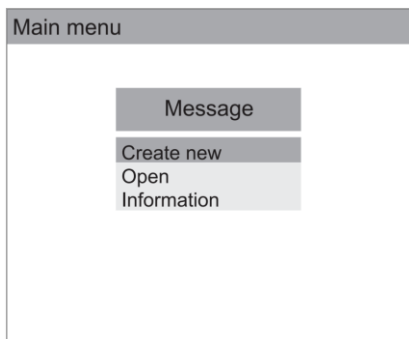 Main menu
Message
Create new
Open
Information